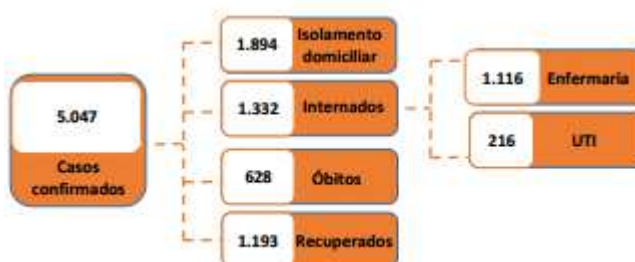 5.047
Casos
confirmados
1.894
Isolamento
domiciliar
1.332
Internados
628
Óbitos
1.193
Recuperados
1.116
Enfermaria
216
UTI